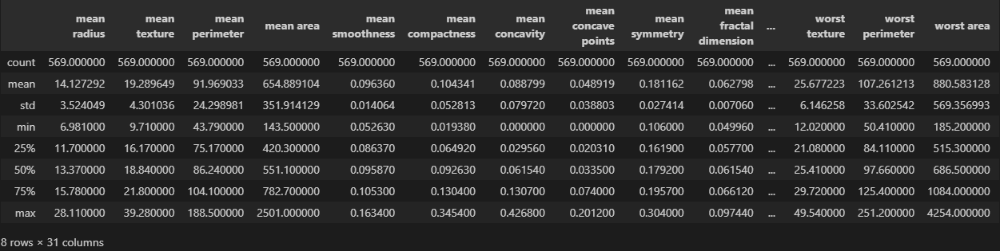 mean radius mean texture mean perimeter mean area mean smoothness mean compactness mean concavity mean concave points mean symmetry mean fractal dimension ... worst texture worst perimeter worst area
count 569.000000 569.000000 569.000000 569.000000 569.000000 569.000000 569.000000 569.000000 569.000000 569.000000 ... 569.000000 569.000000 569.000000
mean 14.127292 19.289649 91.969033 654.889104 0.096360 0.104341 0.088799 0.048919 0.181162 0.062798 ... 25.677223 107.261213 880.583128
std 3.524049 4.301036 24.298981 351.914129 0.014064 0.052813 0.079720 0.038803 0.027414 0.007060 ... 6.146258 33.602542 569.356993
min 6.981000 9.710000 43.790000 143.500000 0.052630 0.019380 0.000000 0.000000 0.106000 0.049960 ... 12.020000 50.410000 185.200000
25% 11.700000 16.170000 75.170000 420.300000 0.086370 0.064920 0.029560 0.020310 0.161900 0.057700 ... 21.080000 84.110000 515.300000
50% 13.370000 18.840000 86.240000 551.100000 0.095870 0.092630 0.061540 0.033500 0.179200 0.061540 ... 25.410000 97.660000 686.500000
75% 15.780000 21.800000 104.100000 782.700000 0.105300 0.130400 0.130700 0.074000 0.195700 0.066120 ... 29.720000 125.400000 1084.000000
max 28.110000 39.280000 188.500000 2501.000000 0.163400 0.345400 0.426800 0.201200 0.304000 0.097440 ... 49.540000 251.200000 4254.000000
8 rows × 31 columns